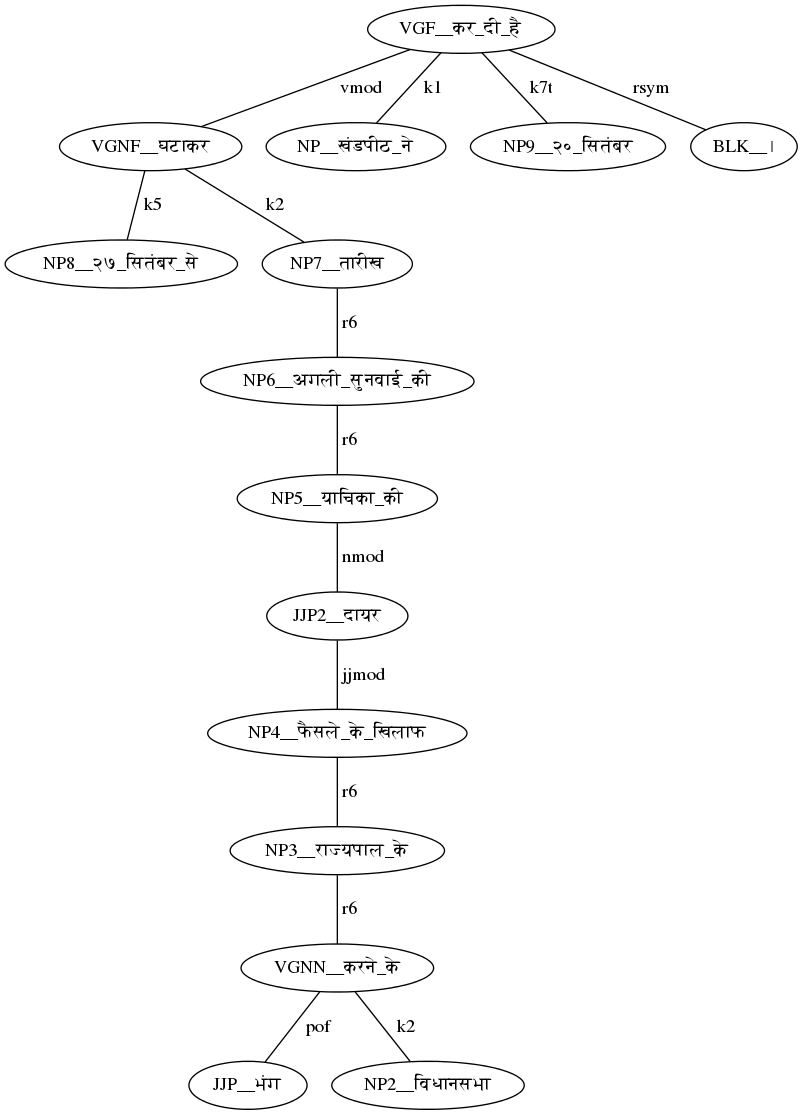 VGF__कर_दी_है
vmod
k1
k7t
rsym
VGNF__घटाकर
NP__खंडपीठ_ने
NP9__२०_सितंबर
BLK__।
k5
k2
NP8__२७_सितंबर_से
NP7__तारीख
r6
NP6__अगली_सुनवाई_की
r6
NP5__याचिका_की
nmod
JJP2__दायर
jjmod
NP4__फैसले_के_खिलाफ
r6
NP3__राज्यपाल_के
r6
VGNN__करने_के
pof
k2
JJP__भंग
NP2__विधानसभा